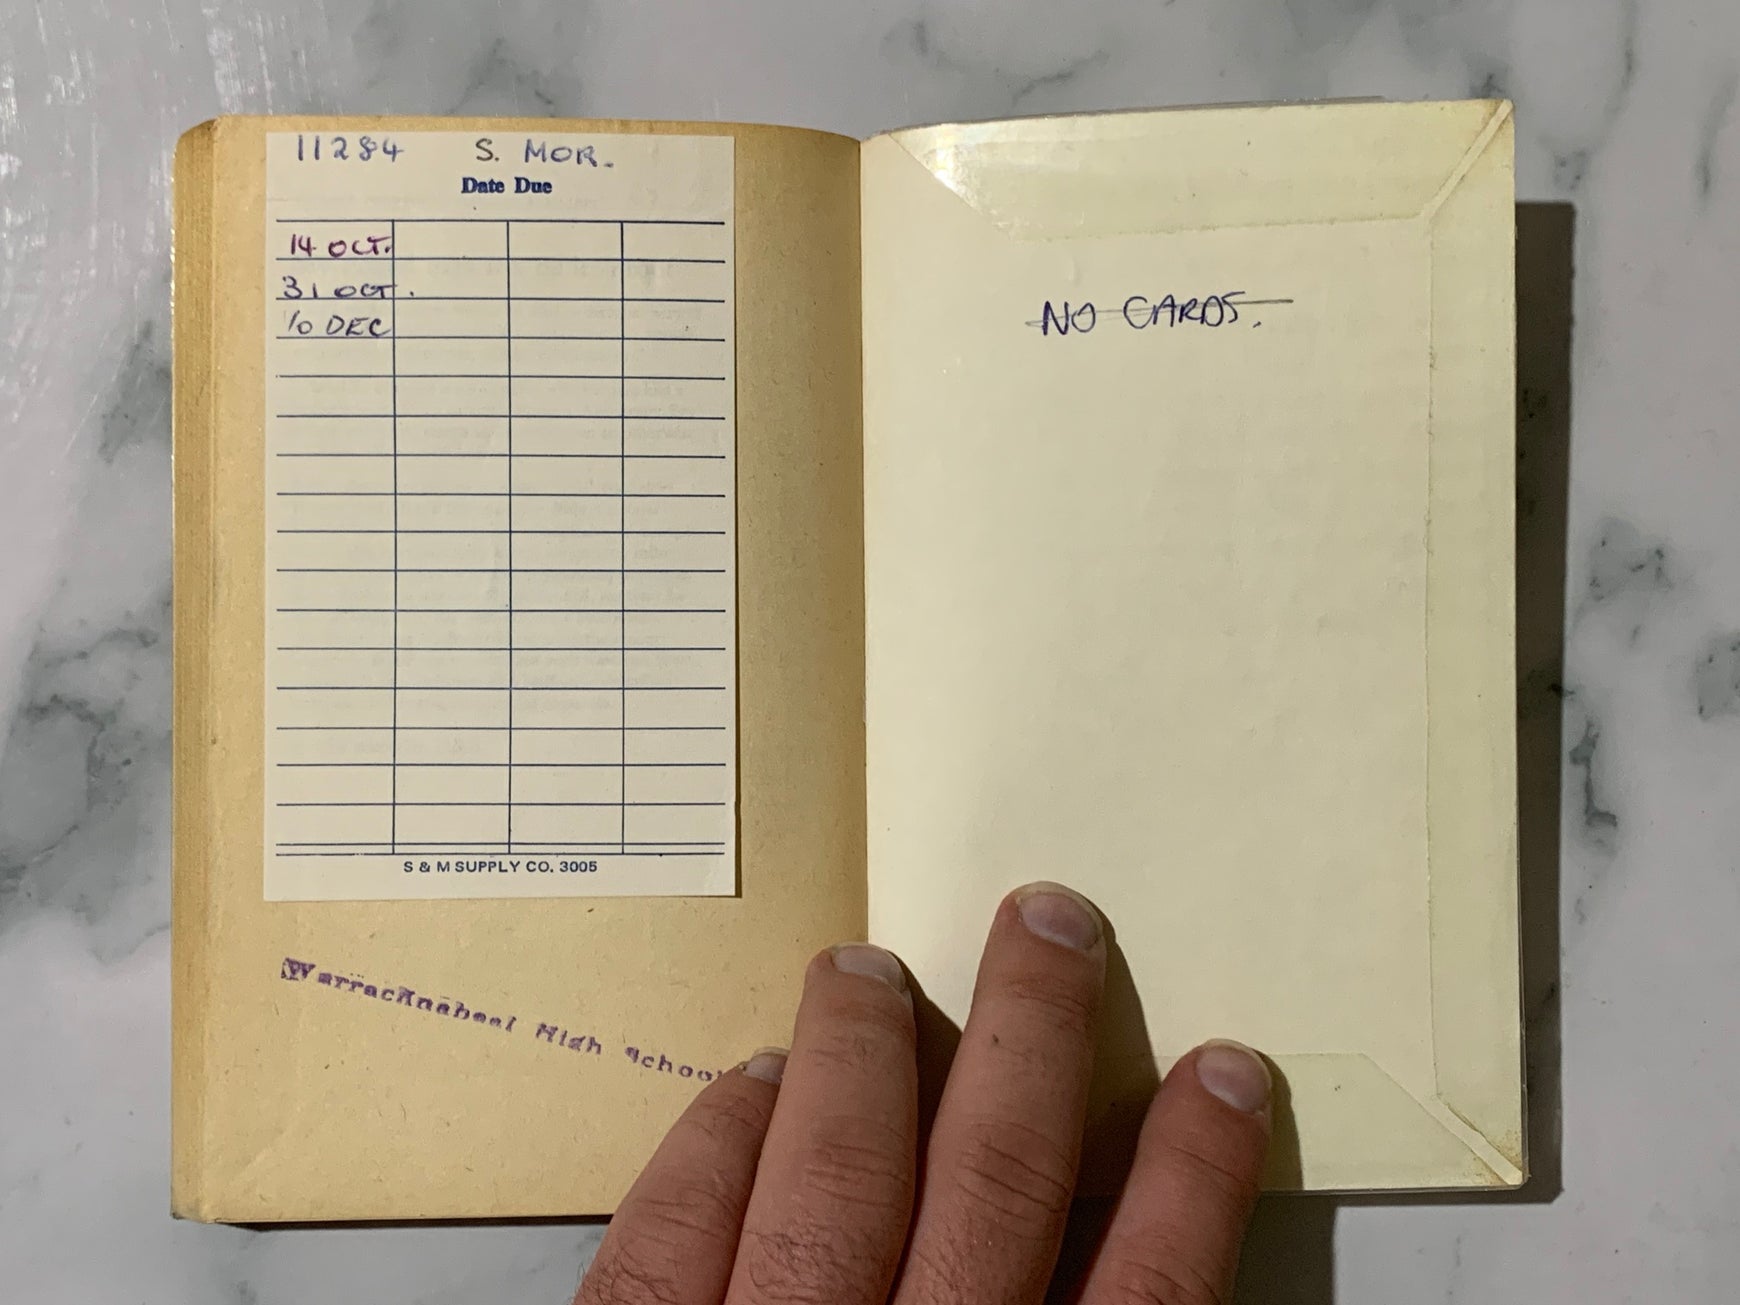 11284 S. MOR.
Date Due
14 OCT.
31 OCT.
10 DEC
S & M SUPPLY CO. 3005
Warracknabeal High School
NO CARDS.